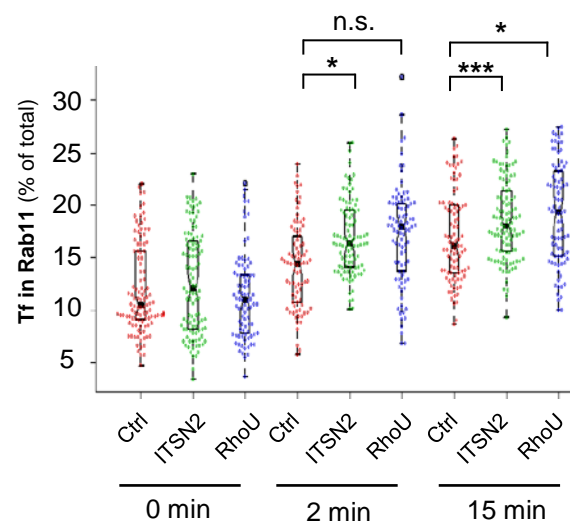 n.s.
*
*
***
Tf in Rab11 (% of total)
30
25
20
15
10
5
Ctrl ITSN2 RhoU Ctrl ITSN2 RhoU Ctrl ITSN2 RhoU
0 min 2 min 15 min